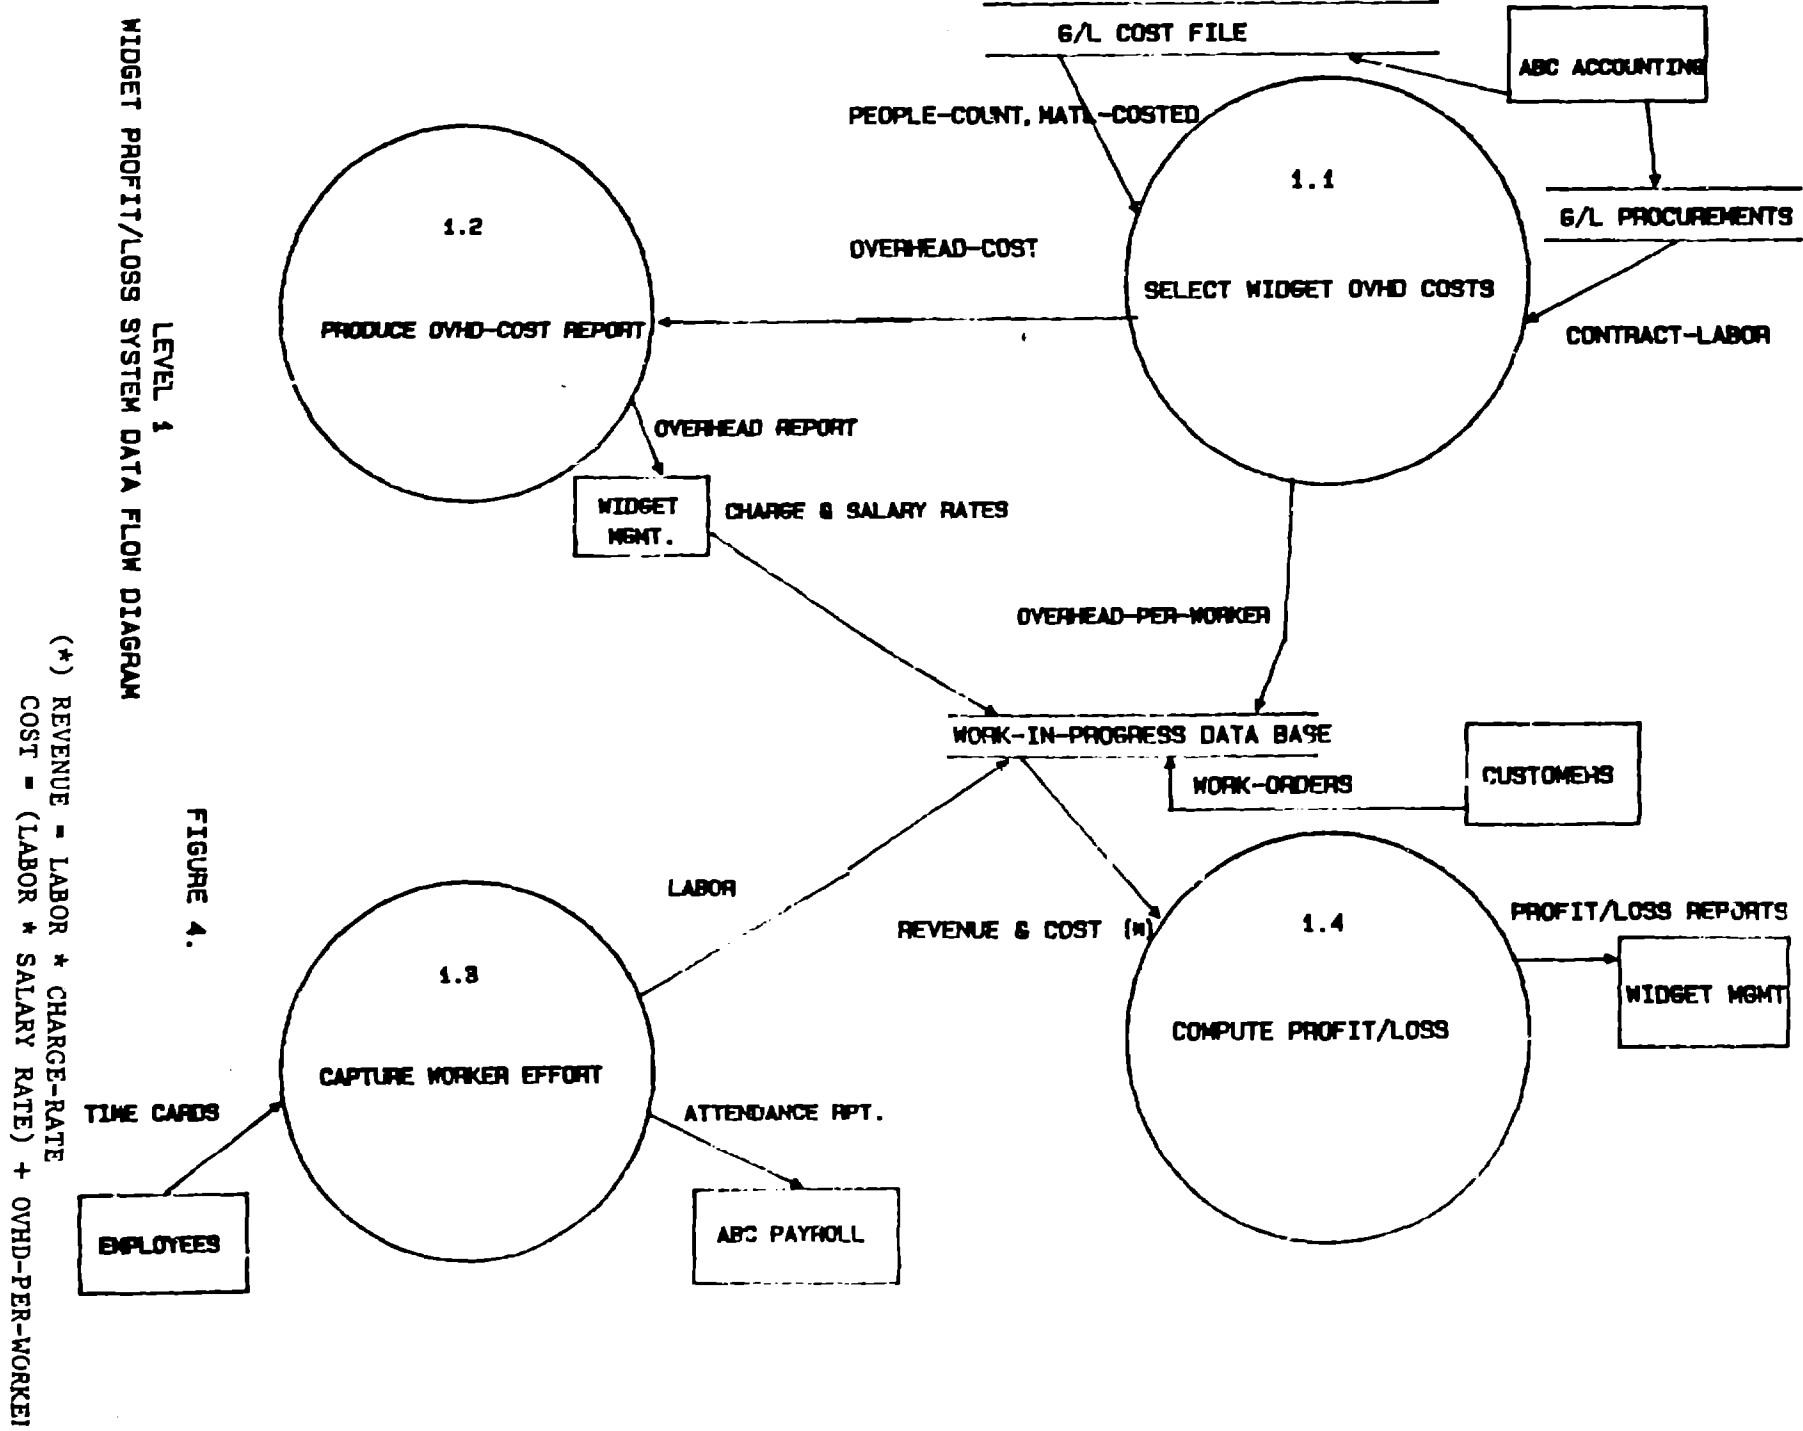 G/L COST FILE
ABC ACCOUNTING
PEOPLE-COUNT, MATL-COSTED
1.1
G/L PROCUREMENTS
1.2
OVERHEAD-COST
SELECT WIDGET OVHD COSTS
PRODUCE OVHD-COST REPORT
CONTRACT-LABOR
OVERHEAD REPORT
WIDGET
MGMT.
CHARGE & SALARY RATES
OVERHEAD-PER-WORKER
WORK-IN-PROGRESS DATA BASE
WORK-ORDERS
CUSTOMERS
LABOR
REVENUE & COST (*)
1.4
PROFIT/LOSS REPORTS
WIDGET MGMT
1.3
COMPUTE PROFIT/LOSS
CAPTURE WORKER EFFORT
TIME CARDS
ATTENDANCE RPT.
EMPLOYEES
ABC PAYROLL
FIGURE 4.
LEVEL 1
WIDGET PROFIT/LOSS SYSTEM DATA FLOW DIAGRAM
(*) REVENUE = LABOR * CHARGE-RATE
COST = (LABOR * SALARY RATE) + OVHD-PER-WORKER